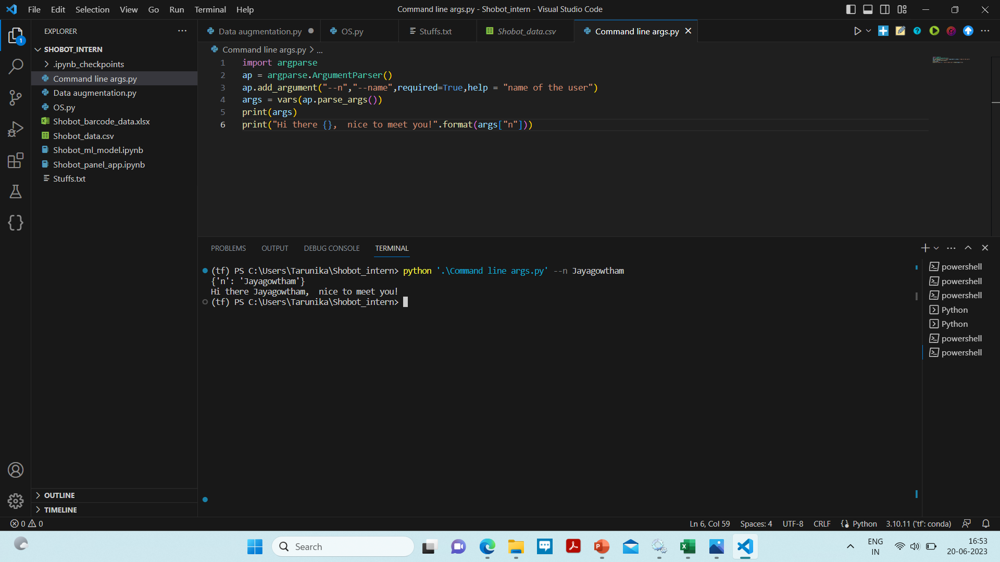 File Edit Selection View Go Run Terminal Help
Command line args.py - Shobot_intern - Visual Studio Code
1
EXPLORER
SHOBOT_INTERN
.ipynb_checkpoints
Command line args.py
Data augmentation.py
OS.py
Shobot_barcode_data.xlsx
Shobot_data.csv
Shobot_ml_model.ipynb
Shobot_panel_app.ipynb
Stuffs.txt
OUTLINE
TIMELINE
Data augmentation.py OS.py Stuffs.txt Shobot_data.csv Command line args.py
Command line args.py > ...
1 import argparse
2 ap = argparse.ArgumentParser()
3 ap.add_argument("--n","--name",required=True,help = "name of the user")
4 args = vars(ap.parse_args())
5 print(args)
6 print("Hi there {},  nice to meet you!".format(args["n"]))
PROBLEMS OUTPUT DEBUG CONSOLE TERMINAL
(tf) PS C:\Users\Tarunika\Shobot_intern> python '.\Command line args.py' --n Jayagowtham
{'n': 'Jayagowtham'}
Hi there Jayagowtham,  nice to meet you!
(tf) PS C:\Users\Tarunika\Shobot_intern>
powershell
powershell
powershell
Python
Python
powershell
powershell
0 0
Ln 6, Col 59 Spaces: 4 UTF-8 CRLF Python 3.10.11 ('tf': conda)
Search
P
X
ENG
IN
16:53
20-06-2023